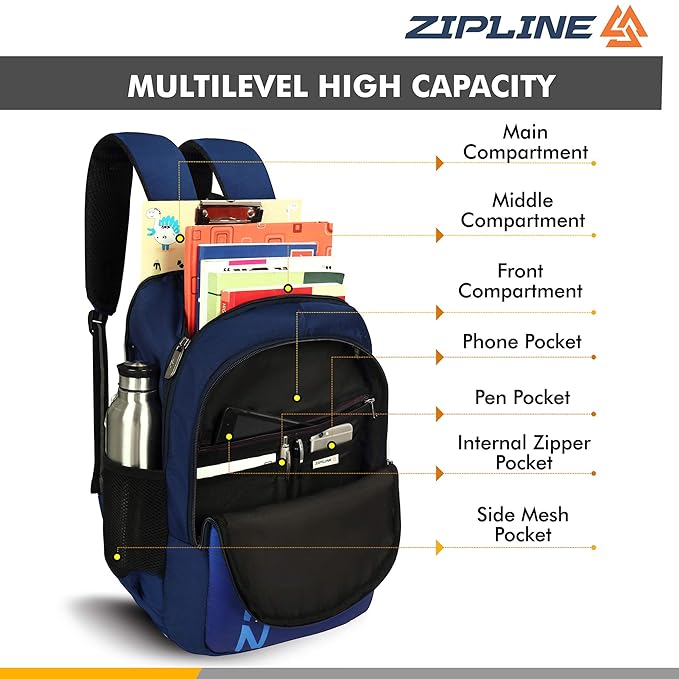 ZIPLINE
MULTILEVEL HIGH CAPACITY
Main
Compartment
Middle
Compartment
Front
Compartment
Phone Pocket
Pen Pocket
Internal Zipper
Pocket
Side Mesh
Pocket
ZIPLINE